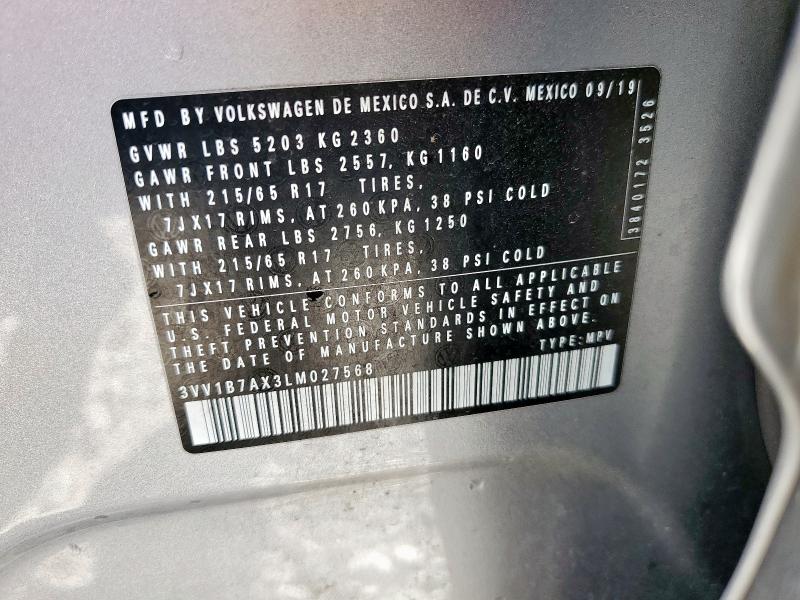 MFD BY VOLKSWAGEN DE MEXICO S.A. DE C.V. MEXICO 09/19
GVWR LBS 5203 KG 2360
GAWR FRONT LBS 2557, KG 1160
WITH 215/65 R17 TIRES,
7JX17 RIMS, AT 260 KPA, 38 PSI COLD
GAWR REAR LBS 2756, KG 1250
WITH 215/65 R17 TIRES,
7JX17 RIMS, AT 260 KPA, 38 PSI COLD
THIS VEHICLE CONFORMS TO ALL APPLICABLE
U.S. FEDERAL MOTOR VEHICLE SAFETY AND
THEFT PREVENTION STANDARDS IN EFFECT ON
THE DATE OF MANUFACTURE SHOWN ABOVE.
TYPE: MPV
3VV1B7AX3LM027568
3840172 3526